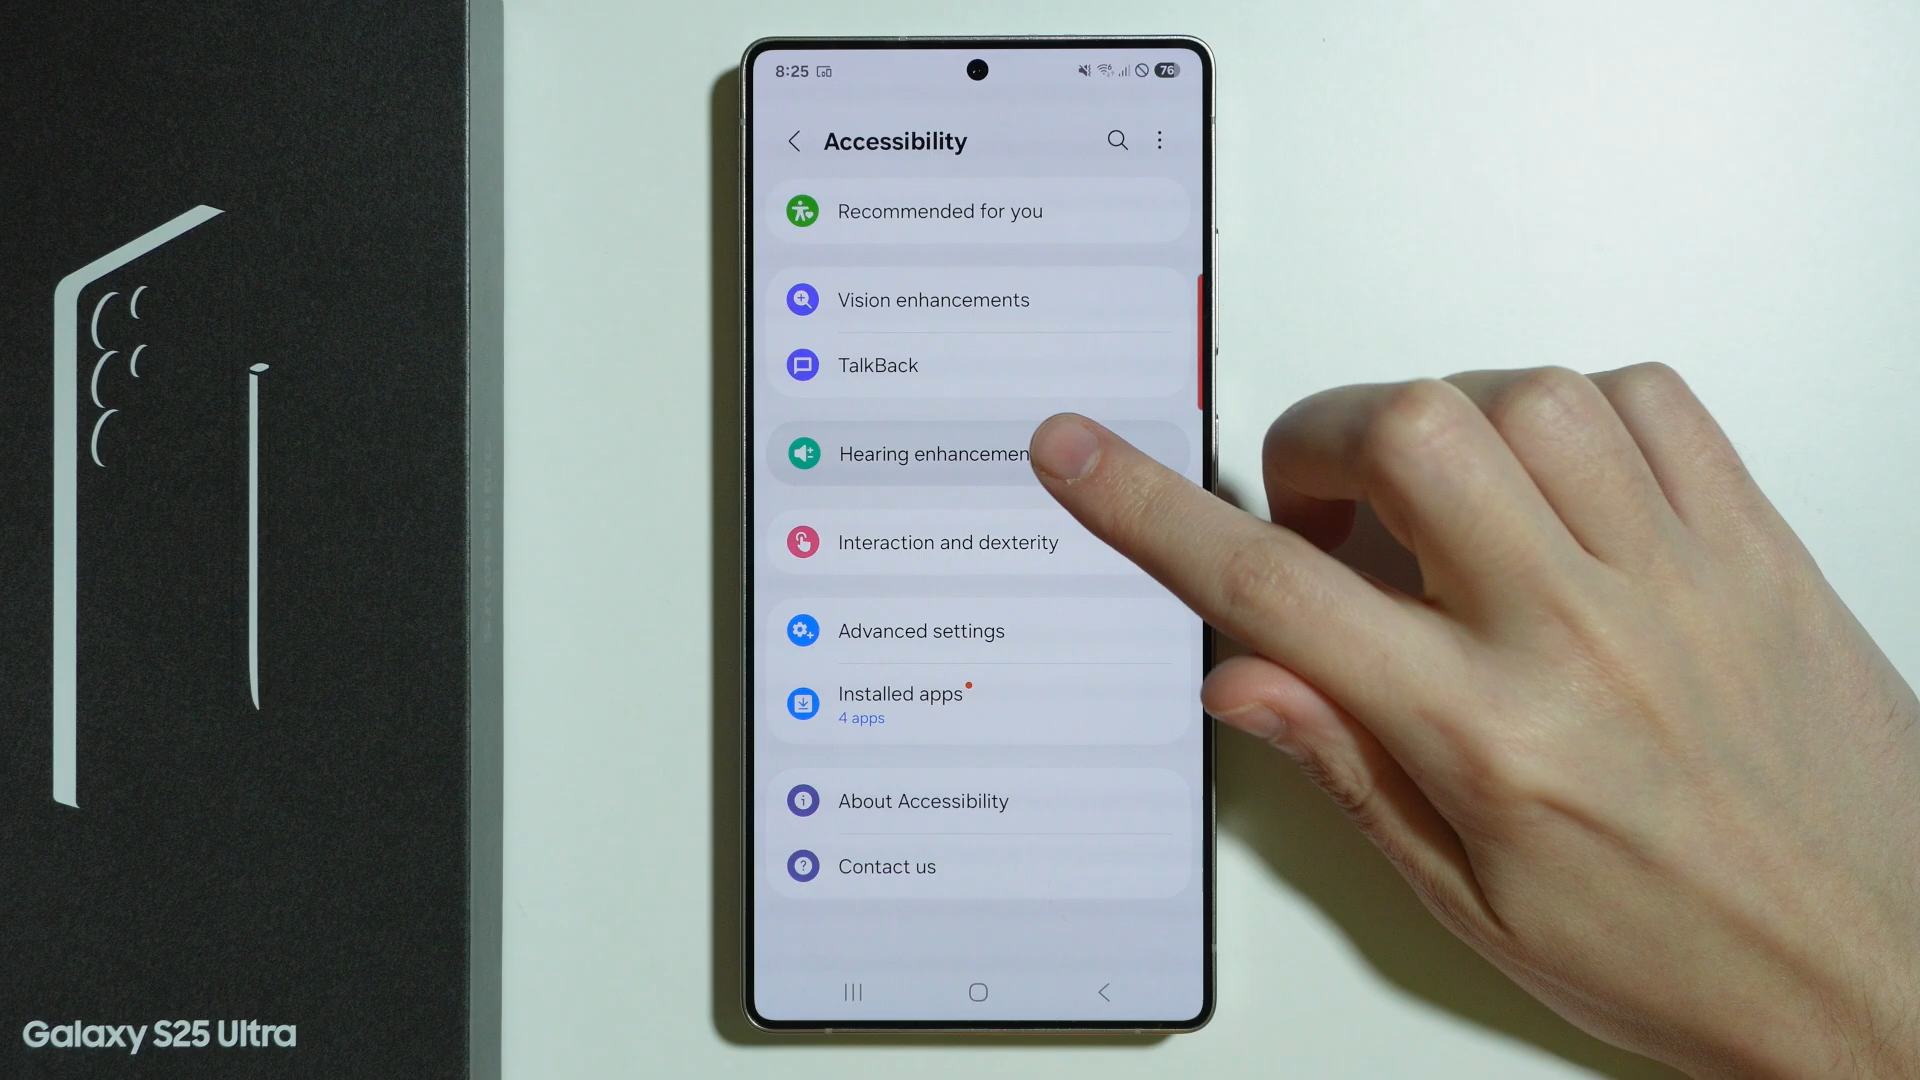 8:25
76
Accessibility
Recommended for you
Vision enhancements
TalkBack
Hearing enhancemen
Interaction and dexterity
Advanced settings
Installed apps
4 apps
About Accessibility
Contact us
Galaxy S25 Ultra